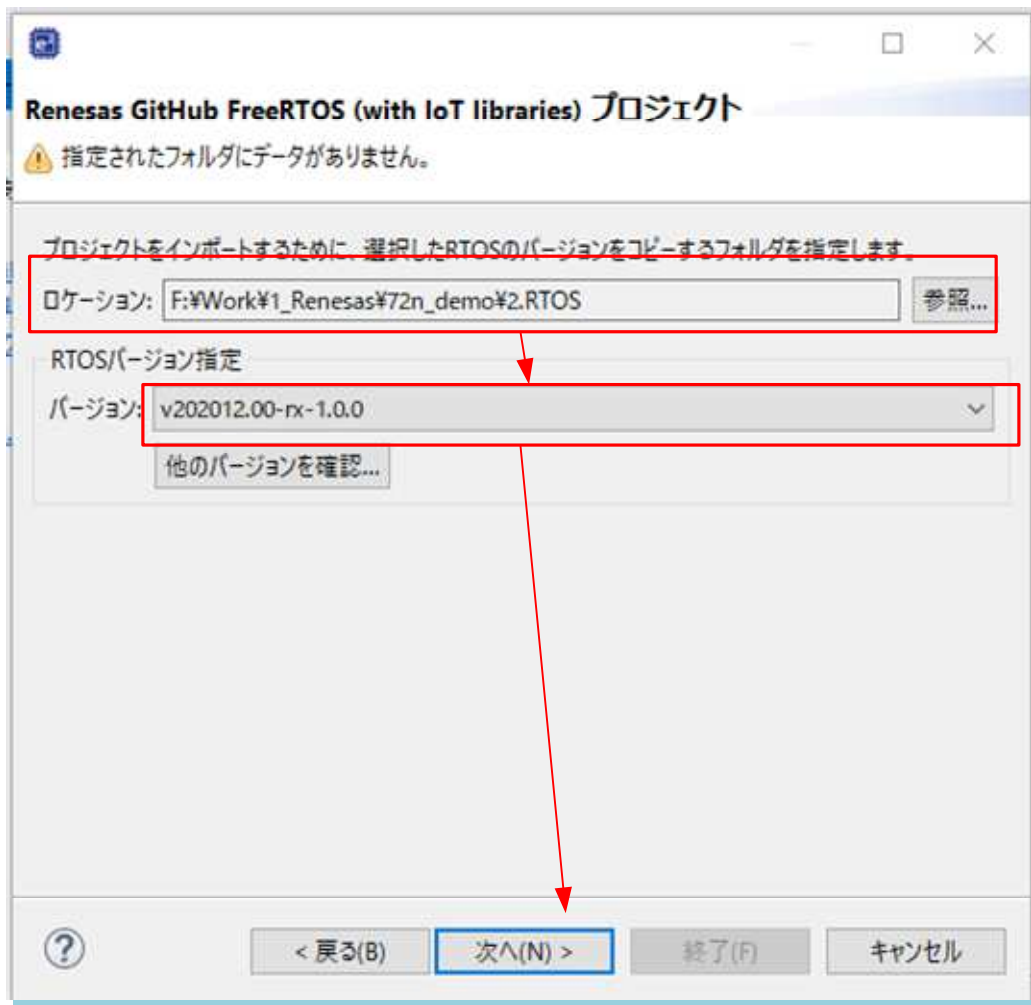 Renesas GitHub FreeRTOS (with IoT libraries) プロジェクト
指定されたフォルダにデータがありません。
プロジェクトをインポートするために、選択したRTOSのバージョンをコピーするフォルダを指定します。
ロケーション: F:¥Work¥1_Renesas¥72n_demo¥2.RTOS 参照...
RTOSバージョン指定
バージョン: v202012.00-rx-1.0.0
他のバージョンを確認...
? < 戻る(B) 次へ(N) > 終了(F) キャンセル